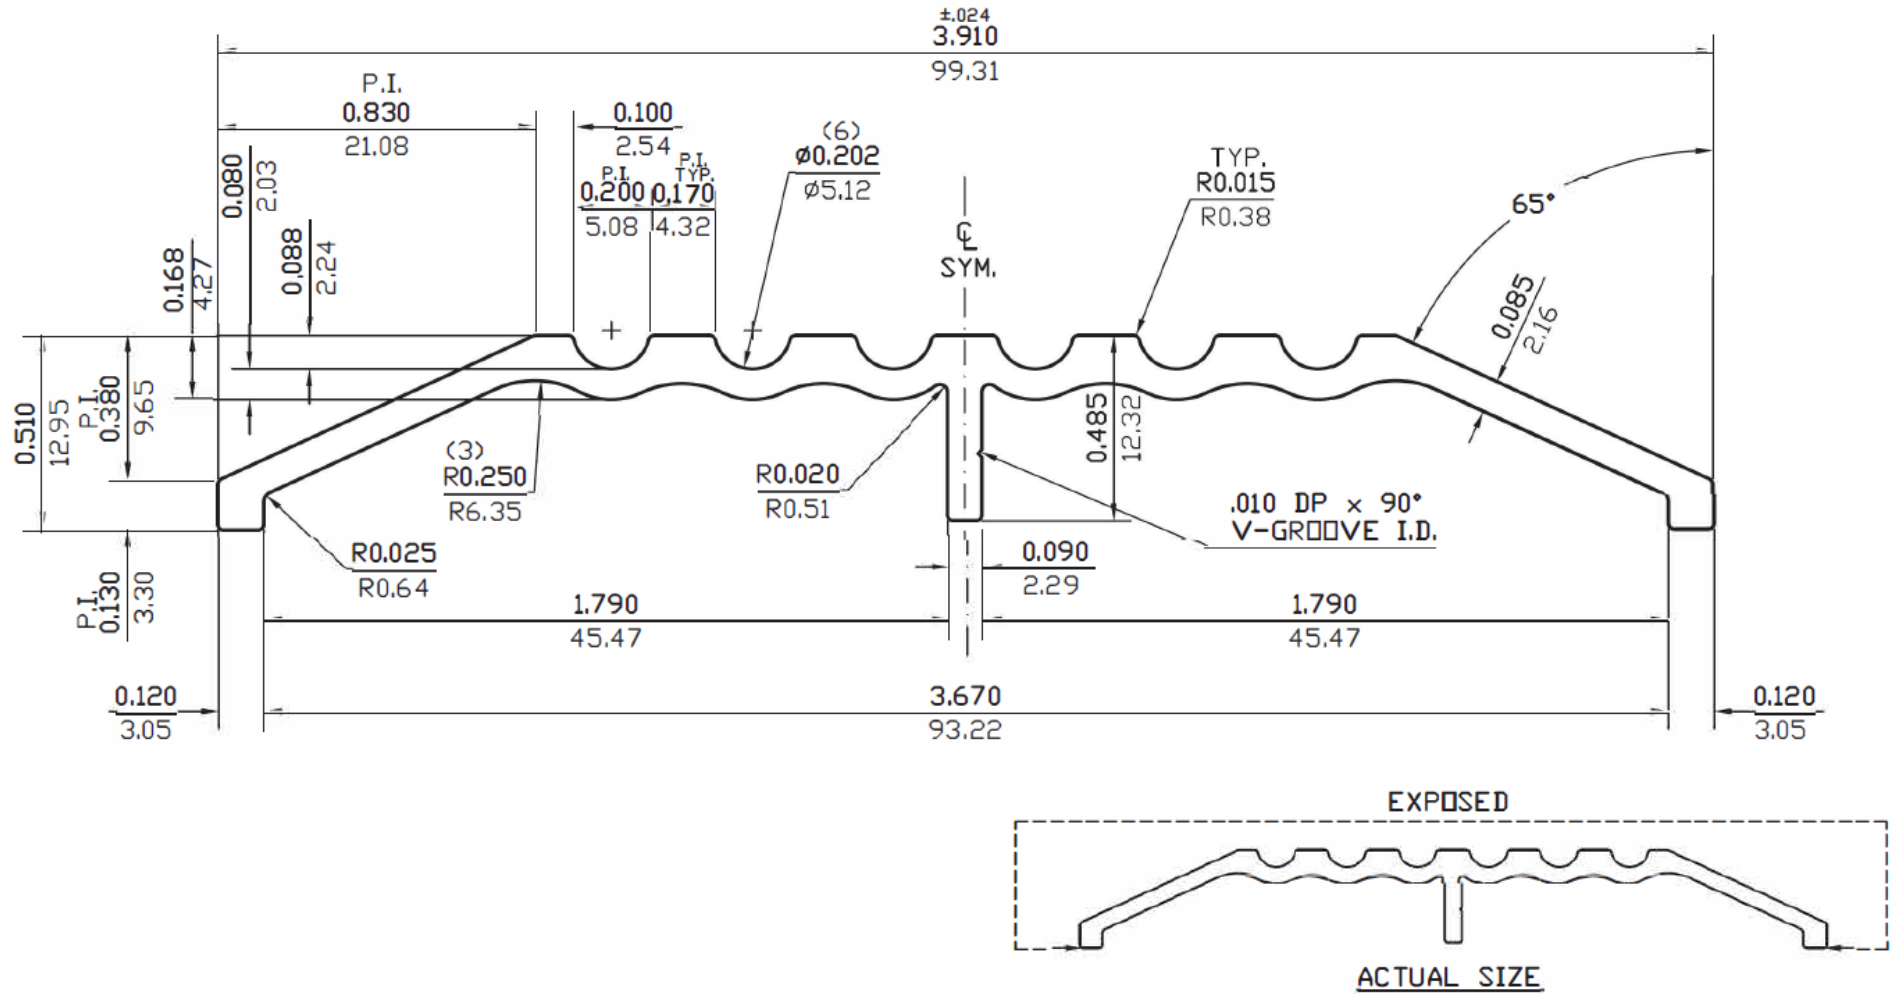 ±.024
3.910
99.31
P.I.
0.830
21.08
0.100
2.54
(6)
ø0.202
ø5.12
P.I.
0.200
5.08
P.I.
TYP.
0.170
4.32
TYP.
R0.015
R0.38
65°
0.080
2.03
0.088
2.24
0.168
4.27
℄
SYM.
0.085
2.16
0.510
12.95
P.I.
0.380
9.65
0.485
12.32
(3)
R0.250
R6.35
R0.020
R0.51
.010 DP x 90°
V-GROOVE I.D.
R0.025
R0.64
0.090
2.29
P.I.
0.130
3.30
1.790
45.47
1.790
45.47
0.120
3.05
3.670
93.22
0.120
3.05
EXPOSED
ACTUAL SIZE